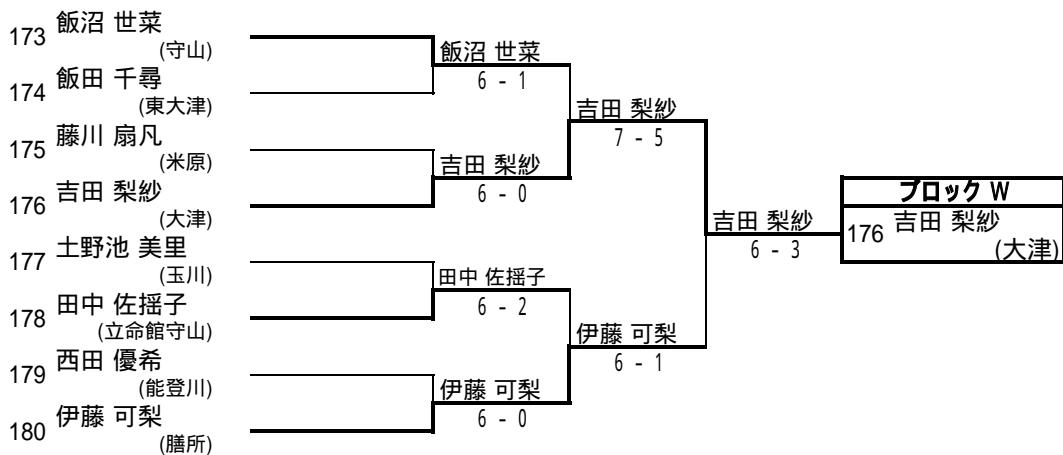 173 飯沼 世菜
(守山)
174 飯田 千尋
(東大津)
175 藤川 扇凡
(米原)
176 吉田 梨紗
(大津)
177 土野池 美里
(玉川)
178 田中 佐揺子
(立命館守山)
179 西田 優希
(能登川)
180 伊藤 可梨
(膳所)
飯沼 世菜
6 - 1
吉田 梨紗
6 - 0
田中 佐揺子
6 - 2
伊藤 可梨
6 - 0
吉田 梨紗
7 - 5
伊藤 可梨
6 - 1
吉田 梨紗
6 - 3
ブロック W
176 吉田 梨紗
(大津)